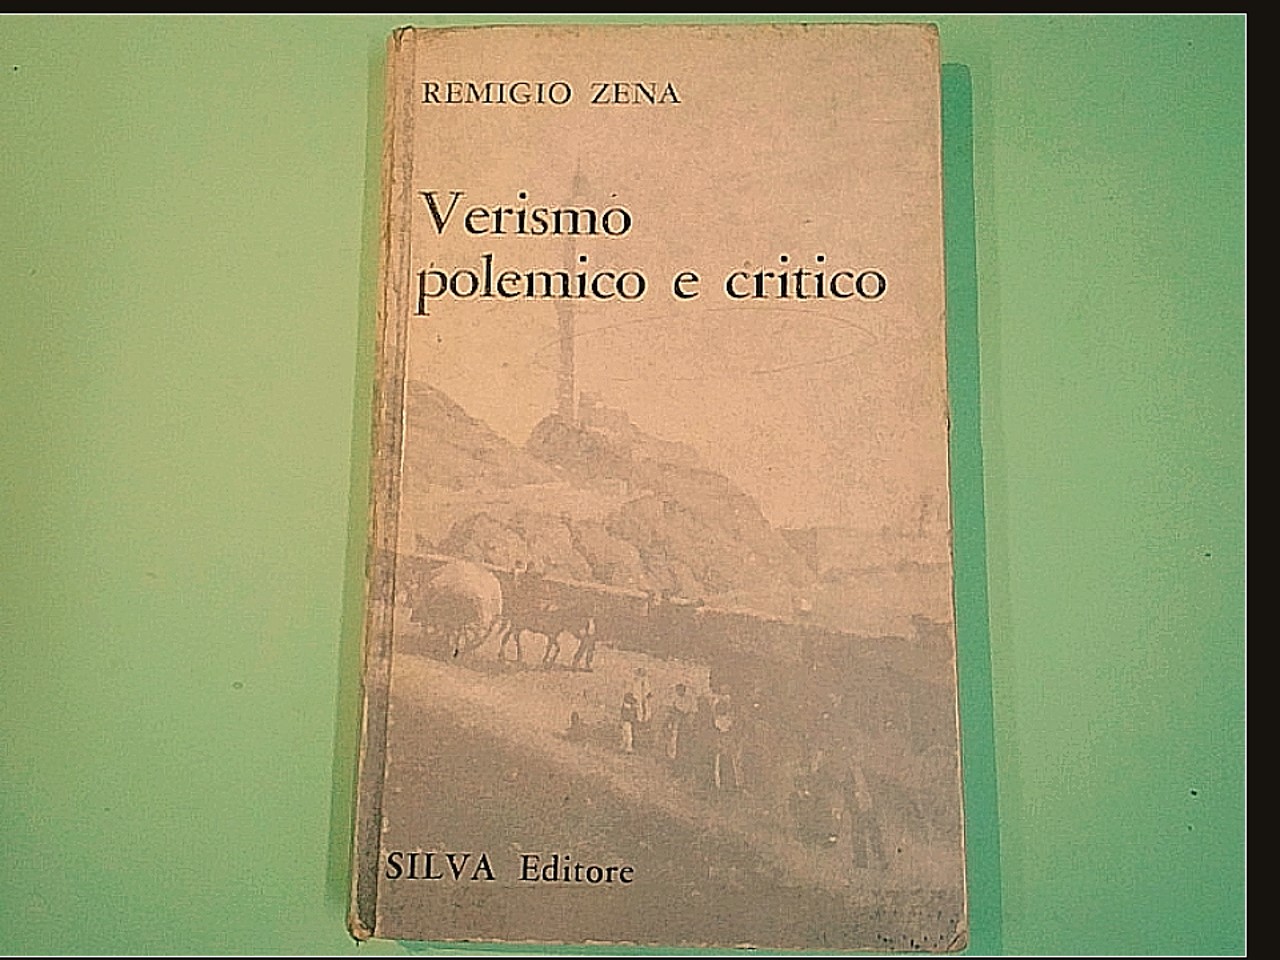 REMIGIO ZENA
Verismo
polemico e critico
SILVA Editore